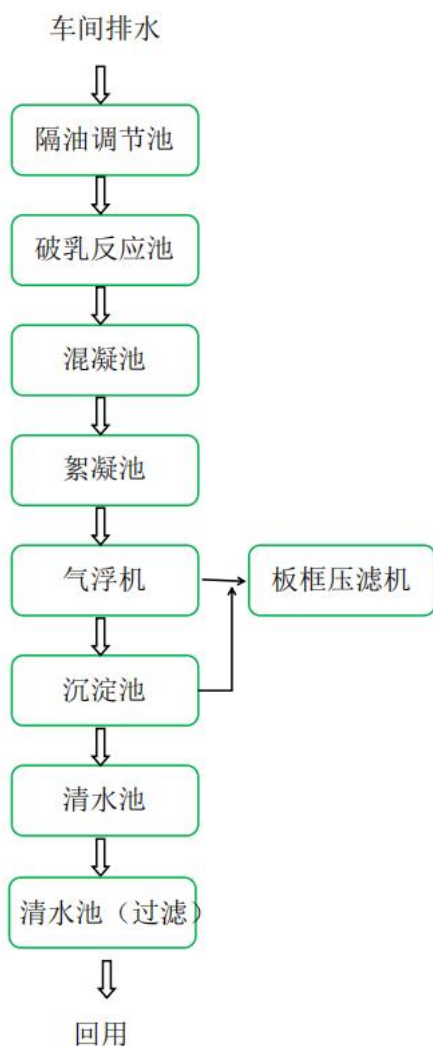 车间排水
隔油调节池
破乳反应池
混凝池
絮凝池
气浮机
板框压滤机
沉淀池
清水池
清水池（过滤）
回用